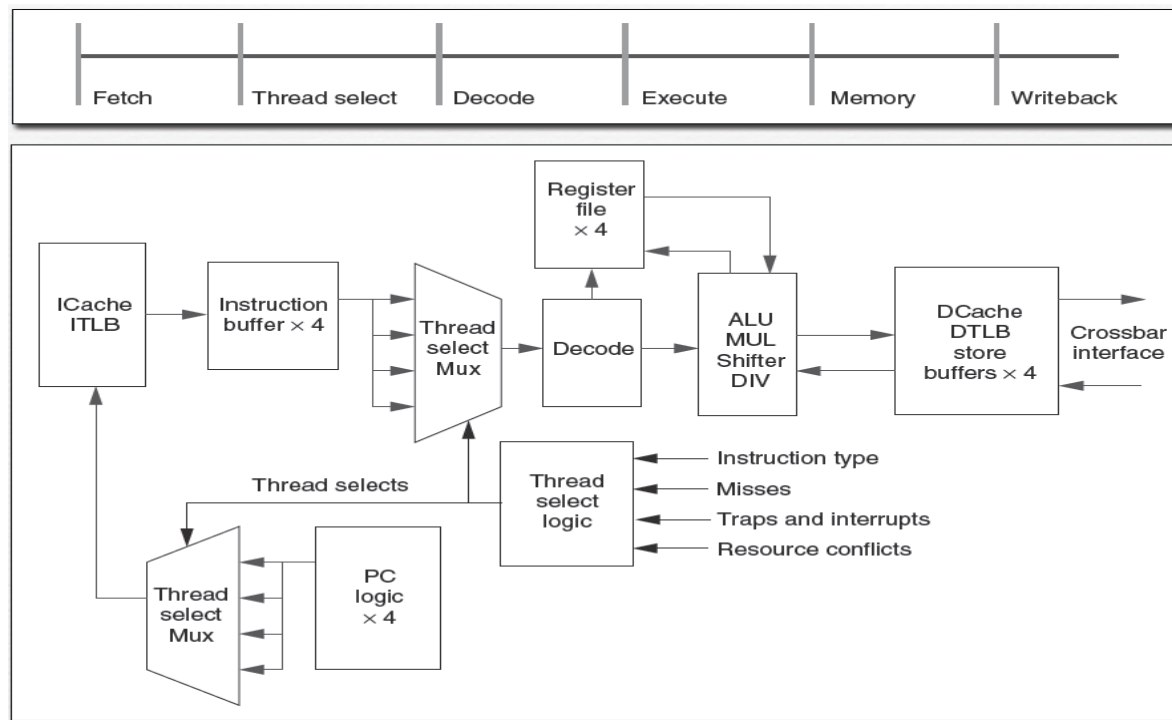 Fetch
Thread select
Decode
Execute
Memory
Writeback
Register
file
× 4
ICache
ITLB
Instruction
buffer × 4
Thread
select
Mux
Decode
ALU
MUL
Shifter
DIV
DCache
DTLB
store
buffers × 4
Crossbar
interface
Thread selects
Thread
select
logic
Instruction type
Misses
Traps and interrupts
Resource conflicts
Thread
select
Mux
PC
logic
× 4